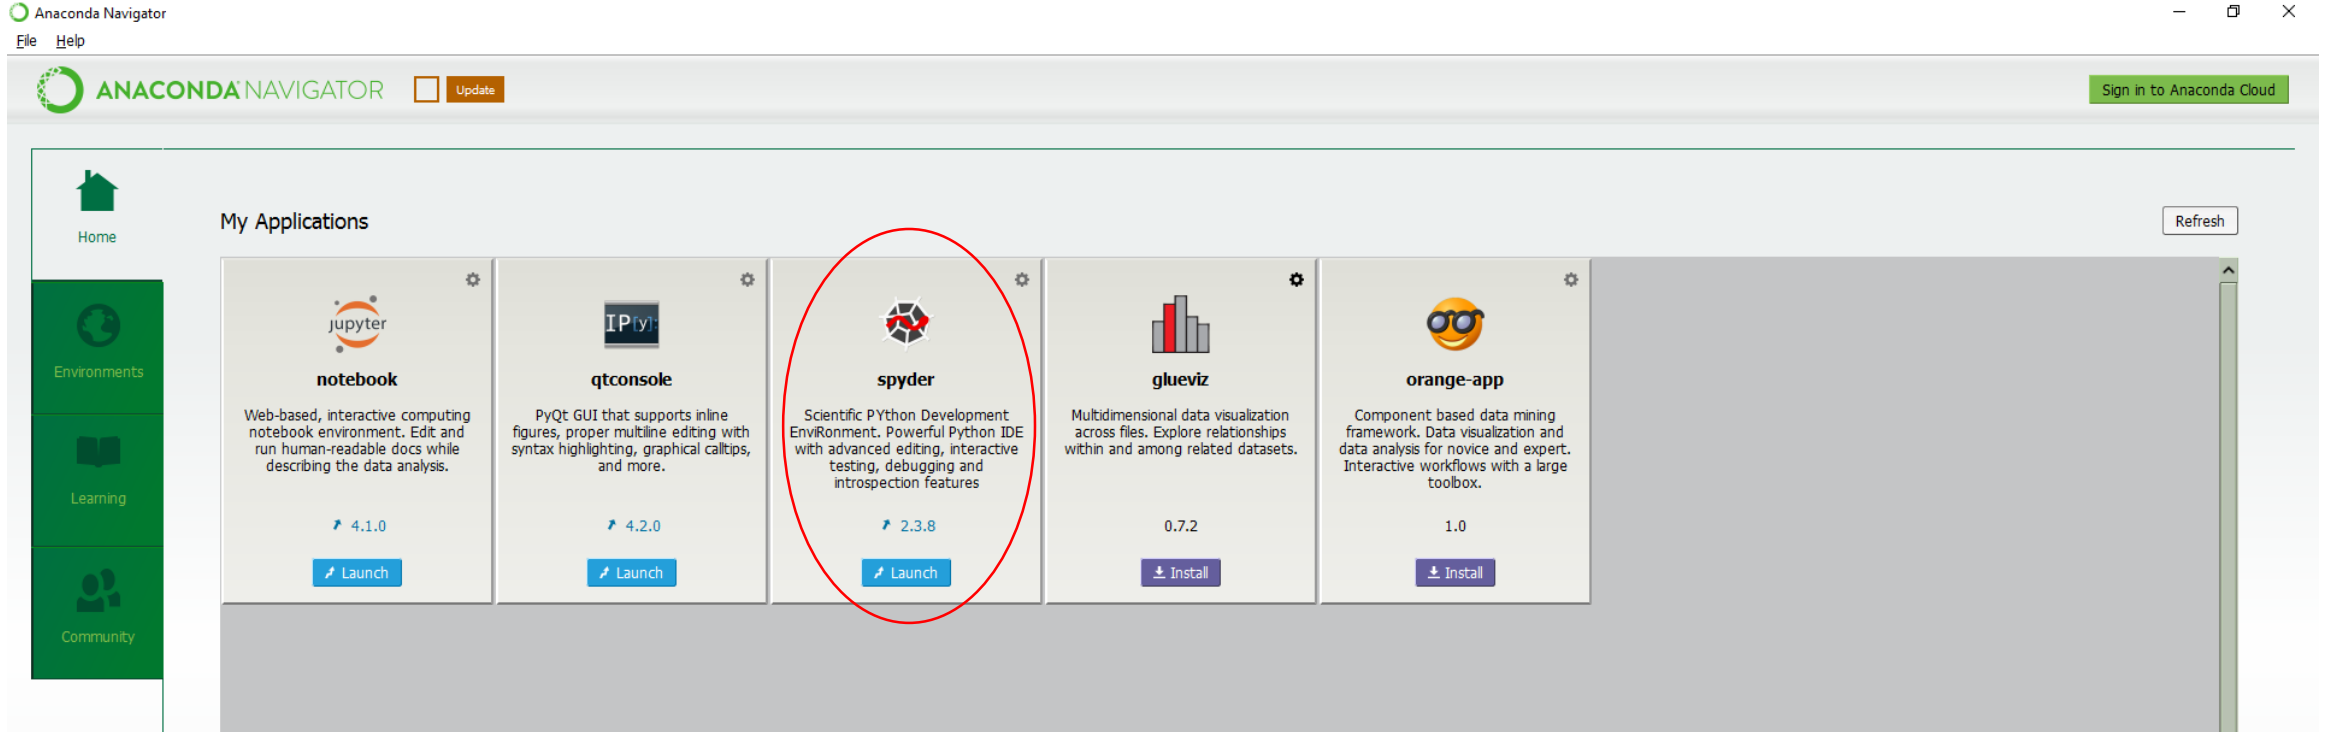 Anaconda Navigator
File Help
ANACONDA NAVIGATOR
Update
Sign in to Anaconda Cloud
Home
Environments
Learning
Community
My Applications
Refresh
jupyter
notebook
Web-based, interactive computing
notebook environment. Edit and
run human-readable docs while
describing the data analysis.
4.1.0
Launch
IP[y]:
qtconsole
PyQt GUI that supports inline
figures, proper multiline editing with
syntax highlighting, graphical calltips,
and more.
4.2.0
Launch
spyder
Scientific PYthon Development
EnviRonment. Powerful Python IDE
with advanced editing, interactive
testing, debugging and
introspection features
2.3.8
Launch
glueviz
Multidimensional data visualization
across files. Explore relationships
within and among related datasets.
0.7.2
Install
orange-app
Component based data mining
framework. Data visualization and
data analysis for novice and expert.
Interactive workflows with a large
toolbox.
1.0
Install